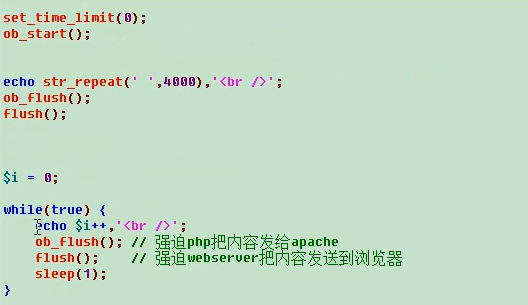 set_time_limit(0);
ob_start();
echo str_repeat(' ',4000),'<br />';
ob_flush();
flush();
$i = 0;
while(true) {
echo $i++,'<br />';
ob_flush(); // 强迫php把内容发给apache
flush(); // 强迫webserver把内容发送到浏览器
sleep(1);
}